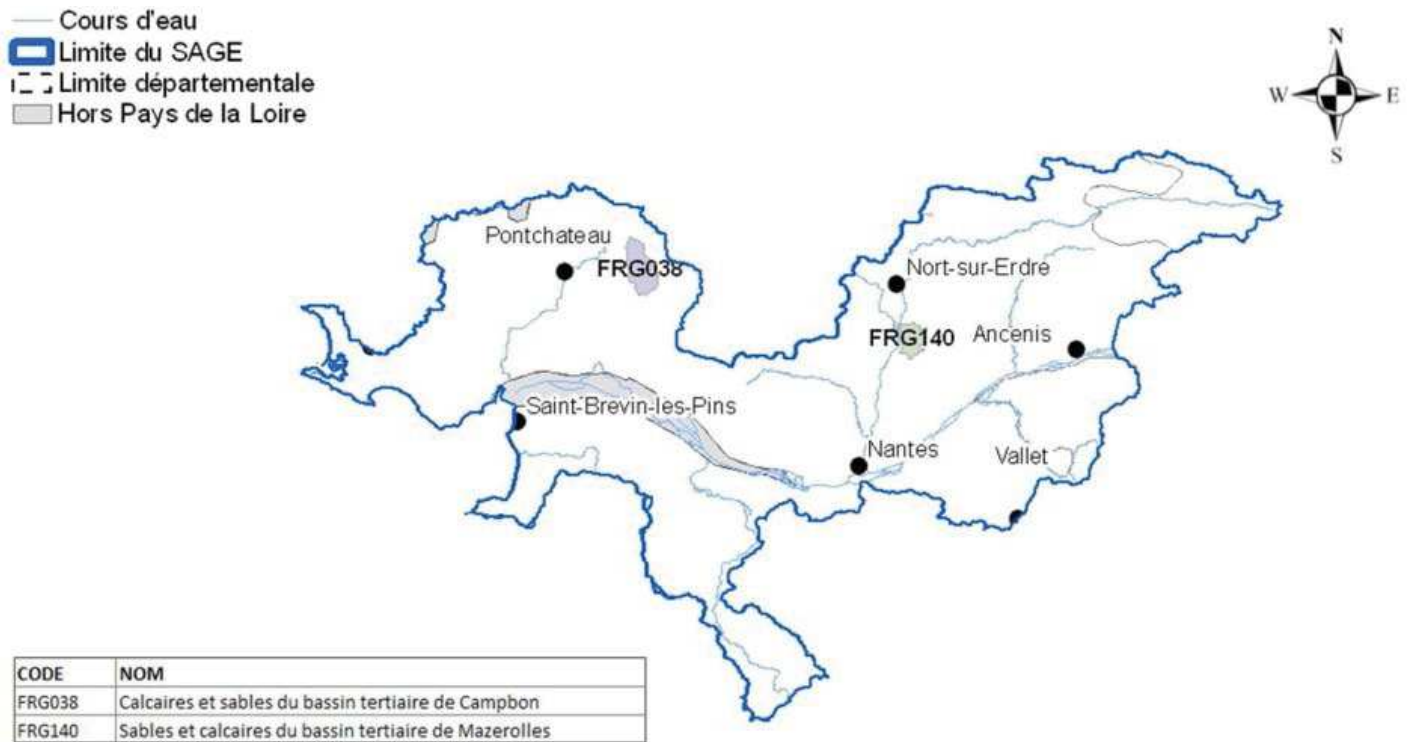 Cours d'eau
Limite du SAGE
Limite départementale
Hors Pays de la Loire
N
W E
S
Pontchateau
FRG038
Nort-sur-Erdre
FRG140
Ancenis
Saint-Brevin-les-Pins
Nantes
Vallet
CODE NOM
FRG038 Calcaires et sables du bassin tertiaire de Campbon
FRG140 Sables et calcaires du bassin tertiaire de Mazerolles